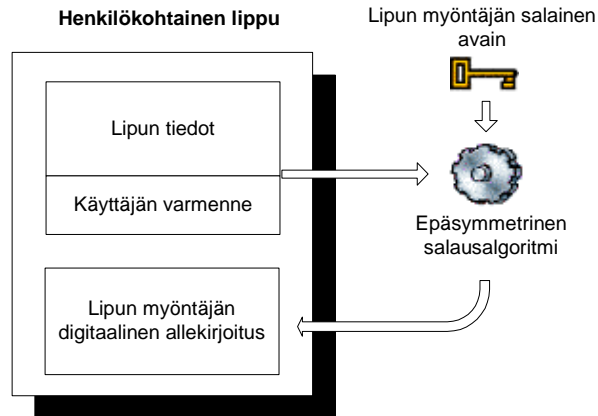 Henkilökohtainen lippu
Lipun myöntäjän salainen
avain
Lipun tiedot
Käyttäjän varmenne
Epäsymmetrinen
salausalgoritmi
Lipun myöntäjän
digitaalinen allekirjoitus